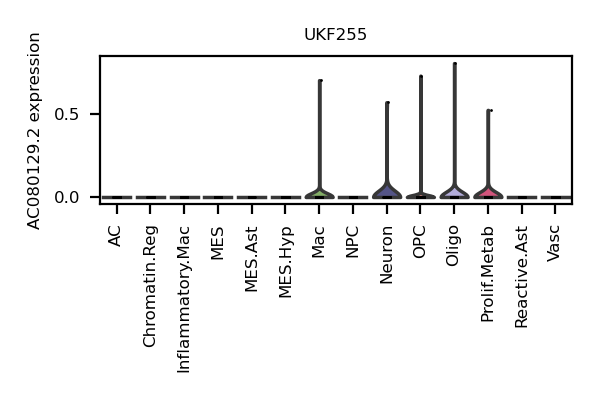 UKF255
AC080129.2 expression
0.5
0.0
AC
Chromatin.Reg
Inflammatory.Mac
MES
MES.Ast
MES.Hyp
Mac
NPC
Neuron
OPC
Oligo
Prolif.Metab
Reactive.Ast
Vasc